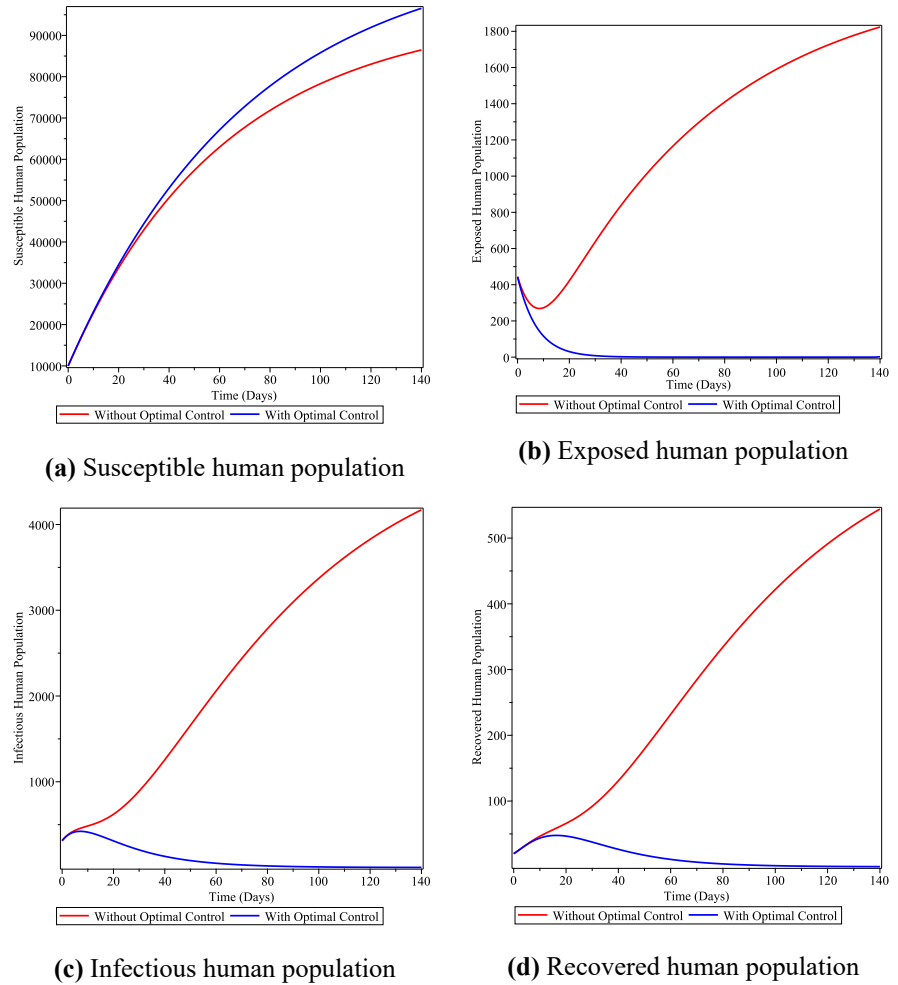 90000
80000
70000
60000
50000
40000
30000
20000
10000
Susceptible Human Population
0 20 40 60 80 100 120 140
Time (Days)
Without Optimal Control With Optimal Control
(a) Susceptible human population
1800
1600
1400
1200
1000
800
600
400
200
0
Exposed Human Population
0 20 40 60 80 100 120 140
Time (Days)
Without Optimal Control With Optimal Control
(b) Exposed human population
4000
3000
2000
1000
Infectious Human Population
0 20 40 60 80 100 120 140
Time (Days)
Without Optimal Control With Optimal Control
(c) Infectious human population
500
400
300
200
100
Recovered Human Population
0 20 40 60 80 100 120 140
Time (Days)
Without Optimal Control With Optimal Control
(d) Recovered human population